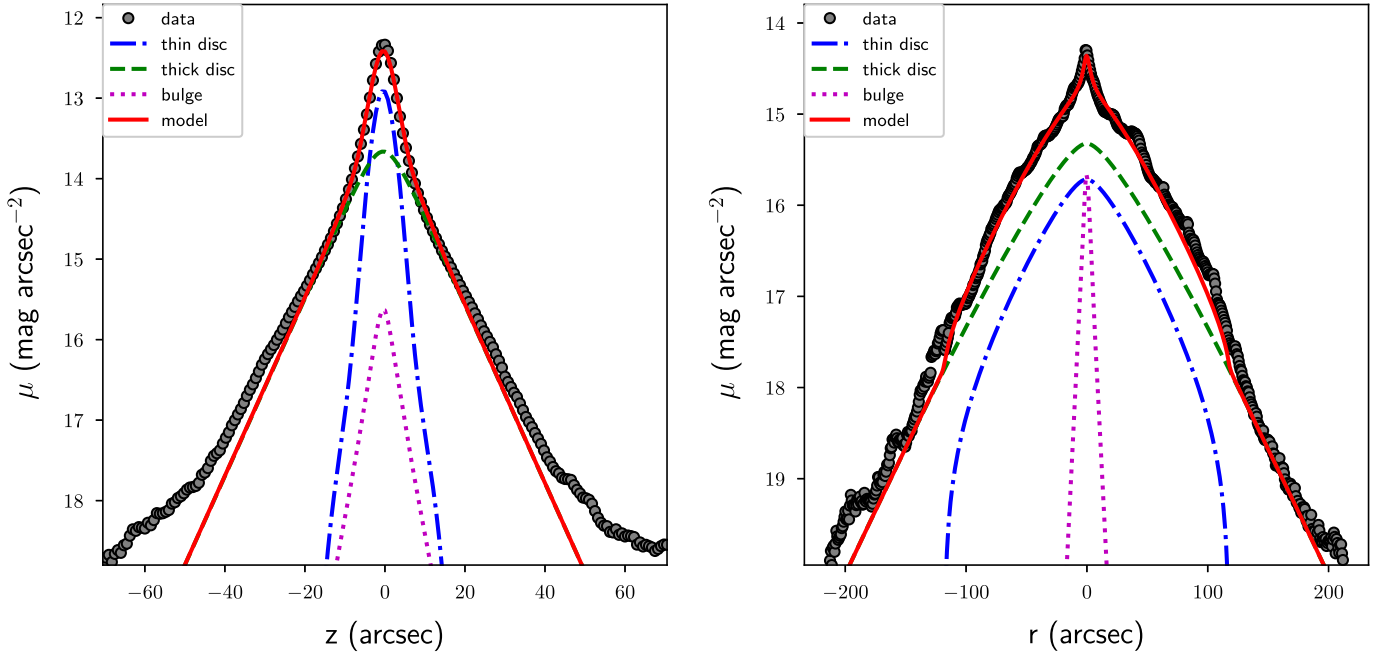 data
thin disc
thick disc
bulge
model
12
13
14
15
16
17
18
μ (mag arcsec−2)
−60
−40
−20
0
20
40
60
z (arcsec)
data
thin disc
thick disc
bulge
model
14
15
16
17
18
19
μ (mag arcsec−2)
−200
−100
0
100
200
r (arcsec)